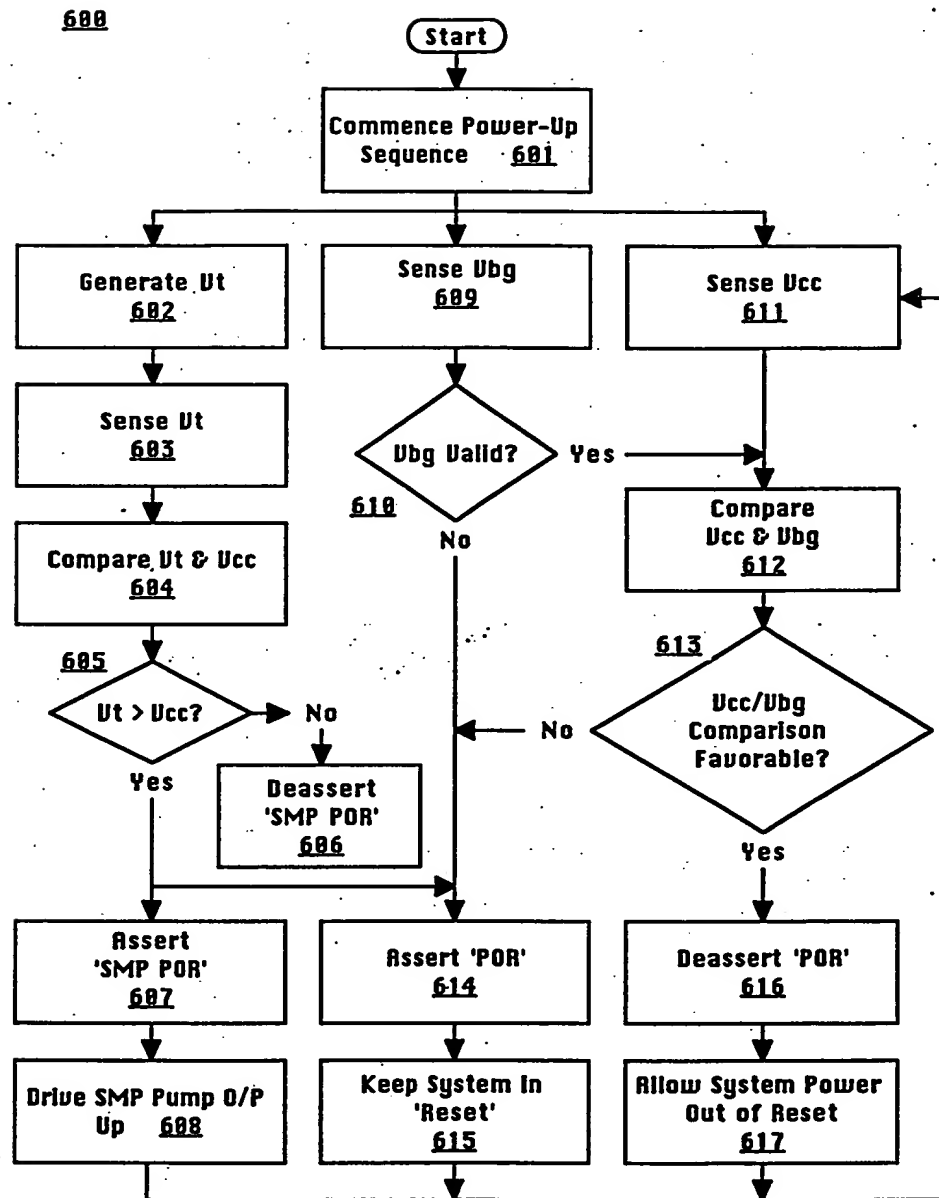 600
Start
Commence Power-Up
Sequence 601
Generate Vt
602
Sense Vbg
609
Sense Vcc
611
Sense Vt
603
Vbg Valid?
Yes
610
No
Compare
Vcc & Vbg
612
Compare Vt & Vcc
604
605
Vt > Vcc?
No
Yes
Deassert
'SMP POR'
606
613
Vcc/Vbg
Comparison
Favorable?
No
Yes
Assert
'SMP POR'
607
Assert 'POR'
614
Deassert 'POR'
616
Drive SMP Pump O/P
Up 608
Keep System In
'Reset'
615
Allow System Power
Out of Reset
617